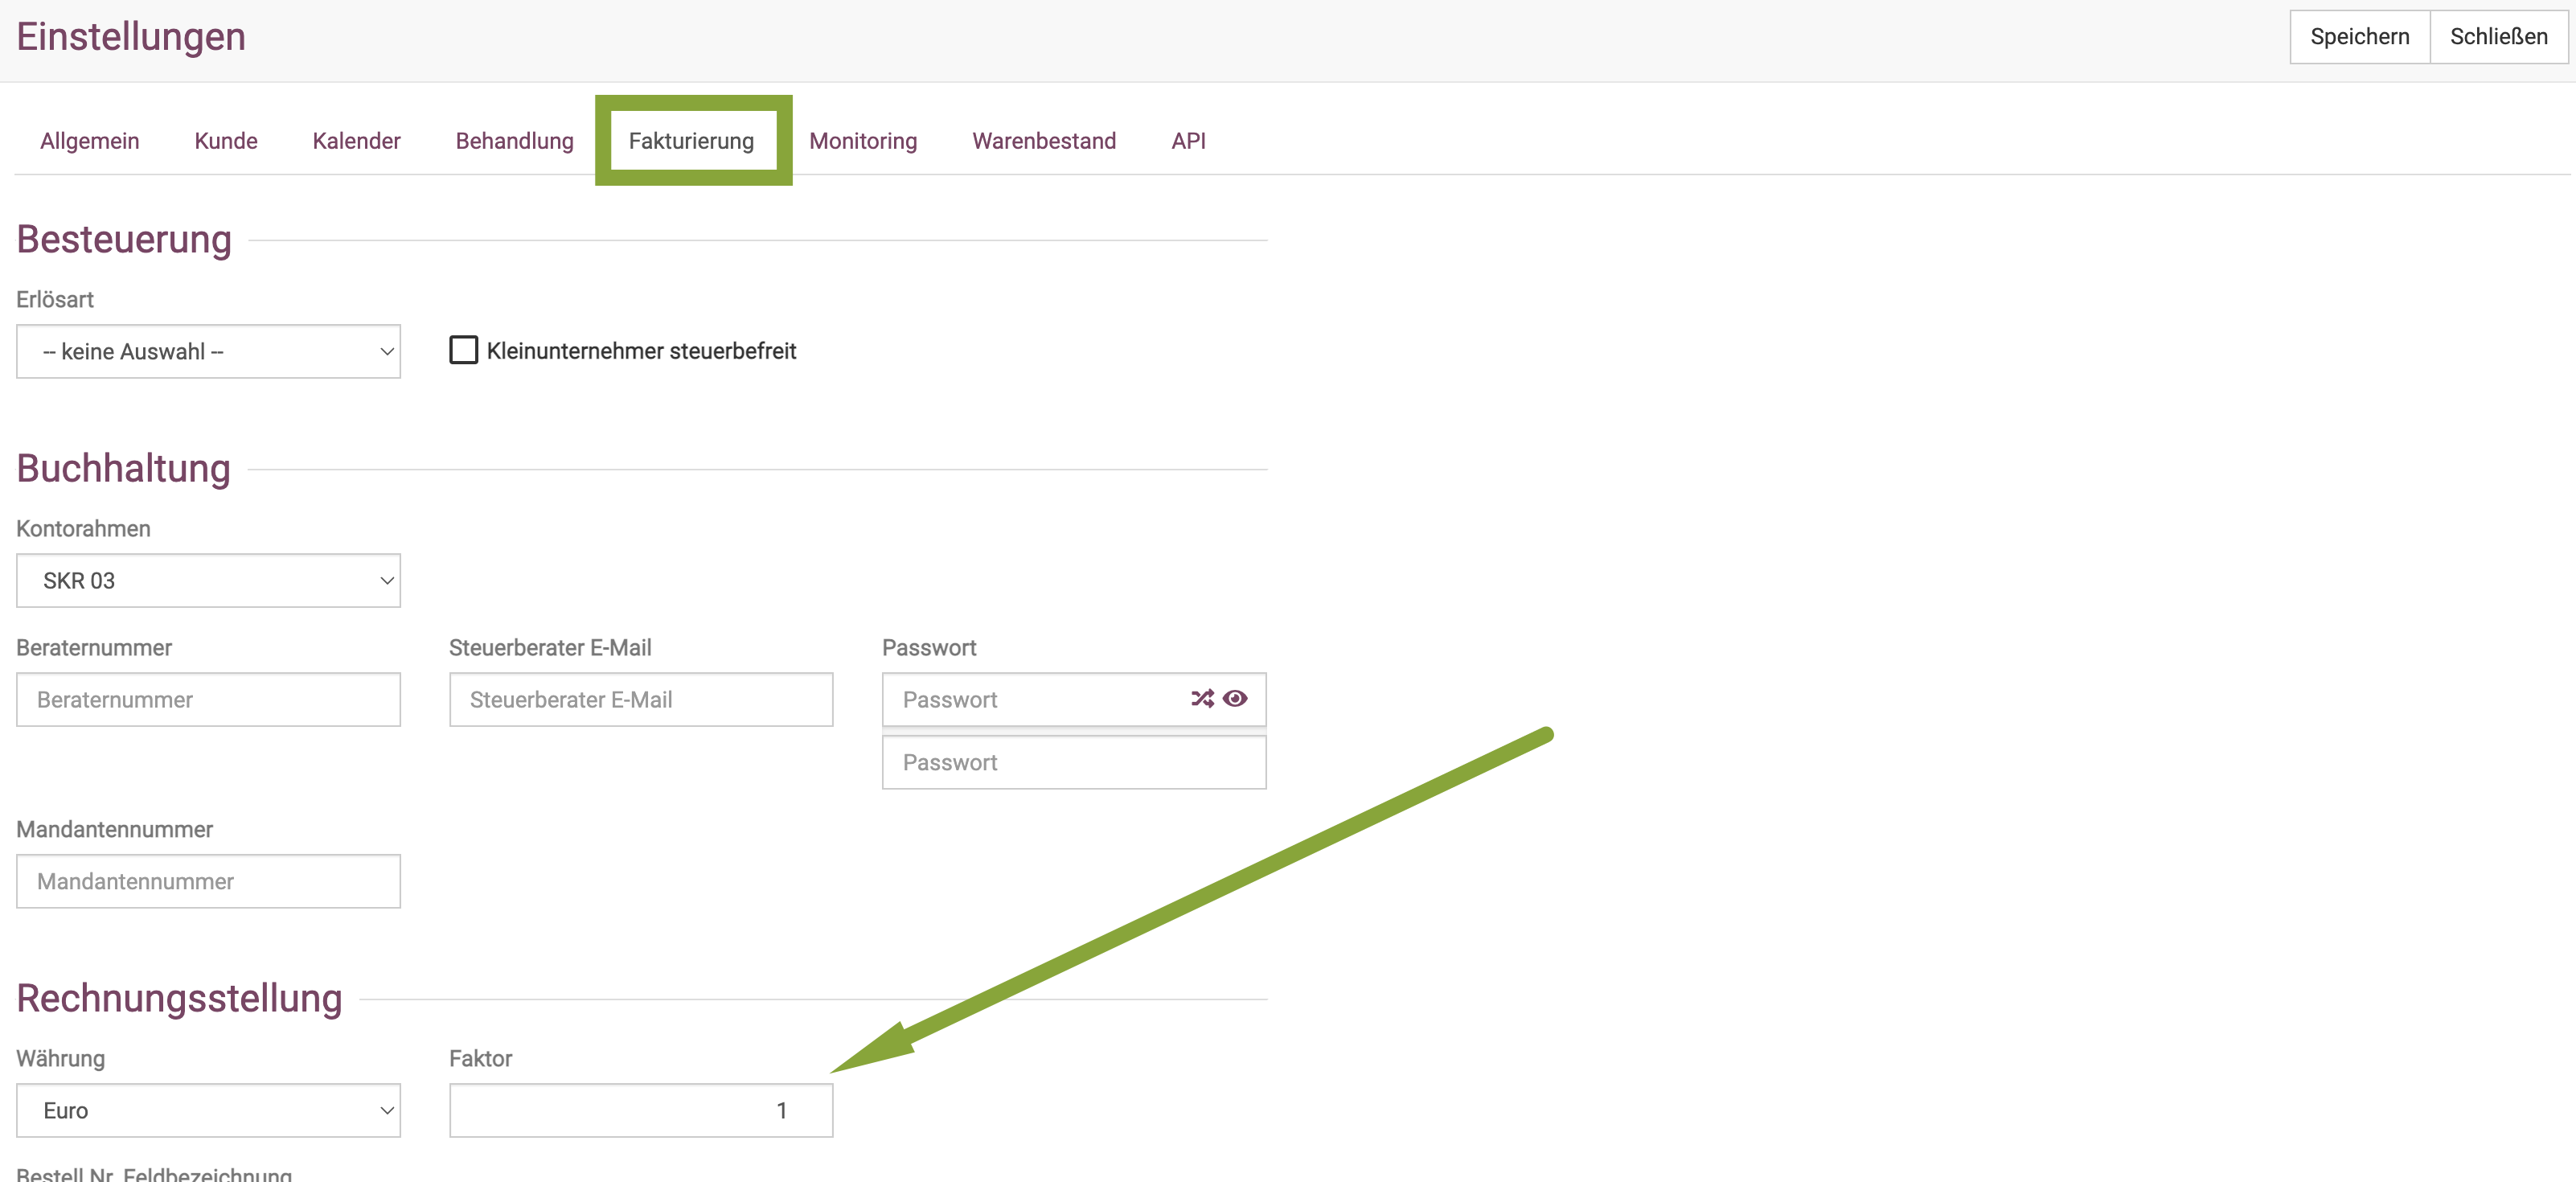 Einstellungen
Speichern
Schließen
Allgemein
Kunde
Kalender
Behandlung
Fakturierung
Monitoring
Warenbestand
API
Besteuerung
Erlösart
-- keine Auswahl --
Kleinunternehmer steuerbefreit
Buchhaltung
Kontorahmen
SKR 03
Beraternummer
Steuerberater E-Mail
Passwort
Beraternummer
Steuerberater E-Mail
Passwort
Passwort
Mandantennummer
Mandantennummer
Rechnungsstellung
Währung
Faktor
Euro
1
Bestell Nr. Feldbezeichnung